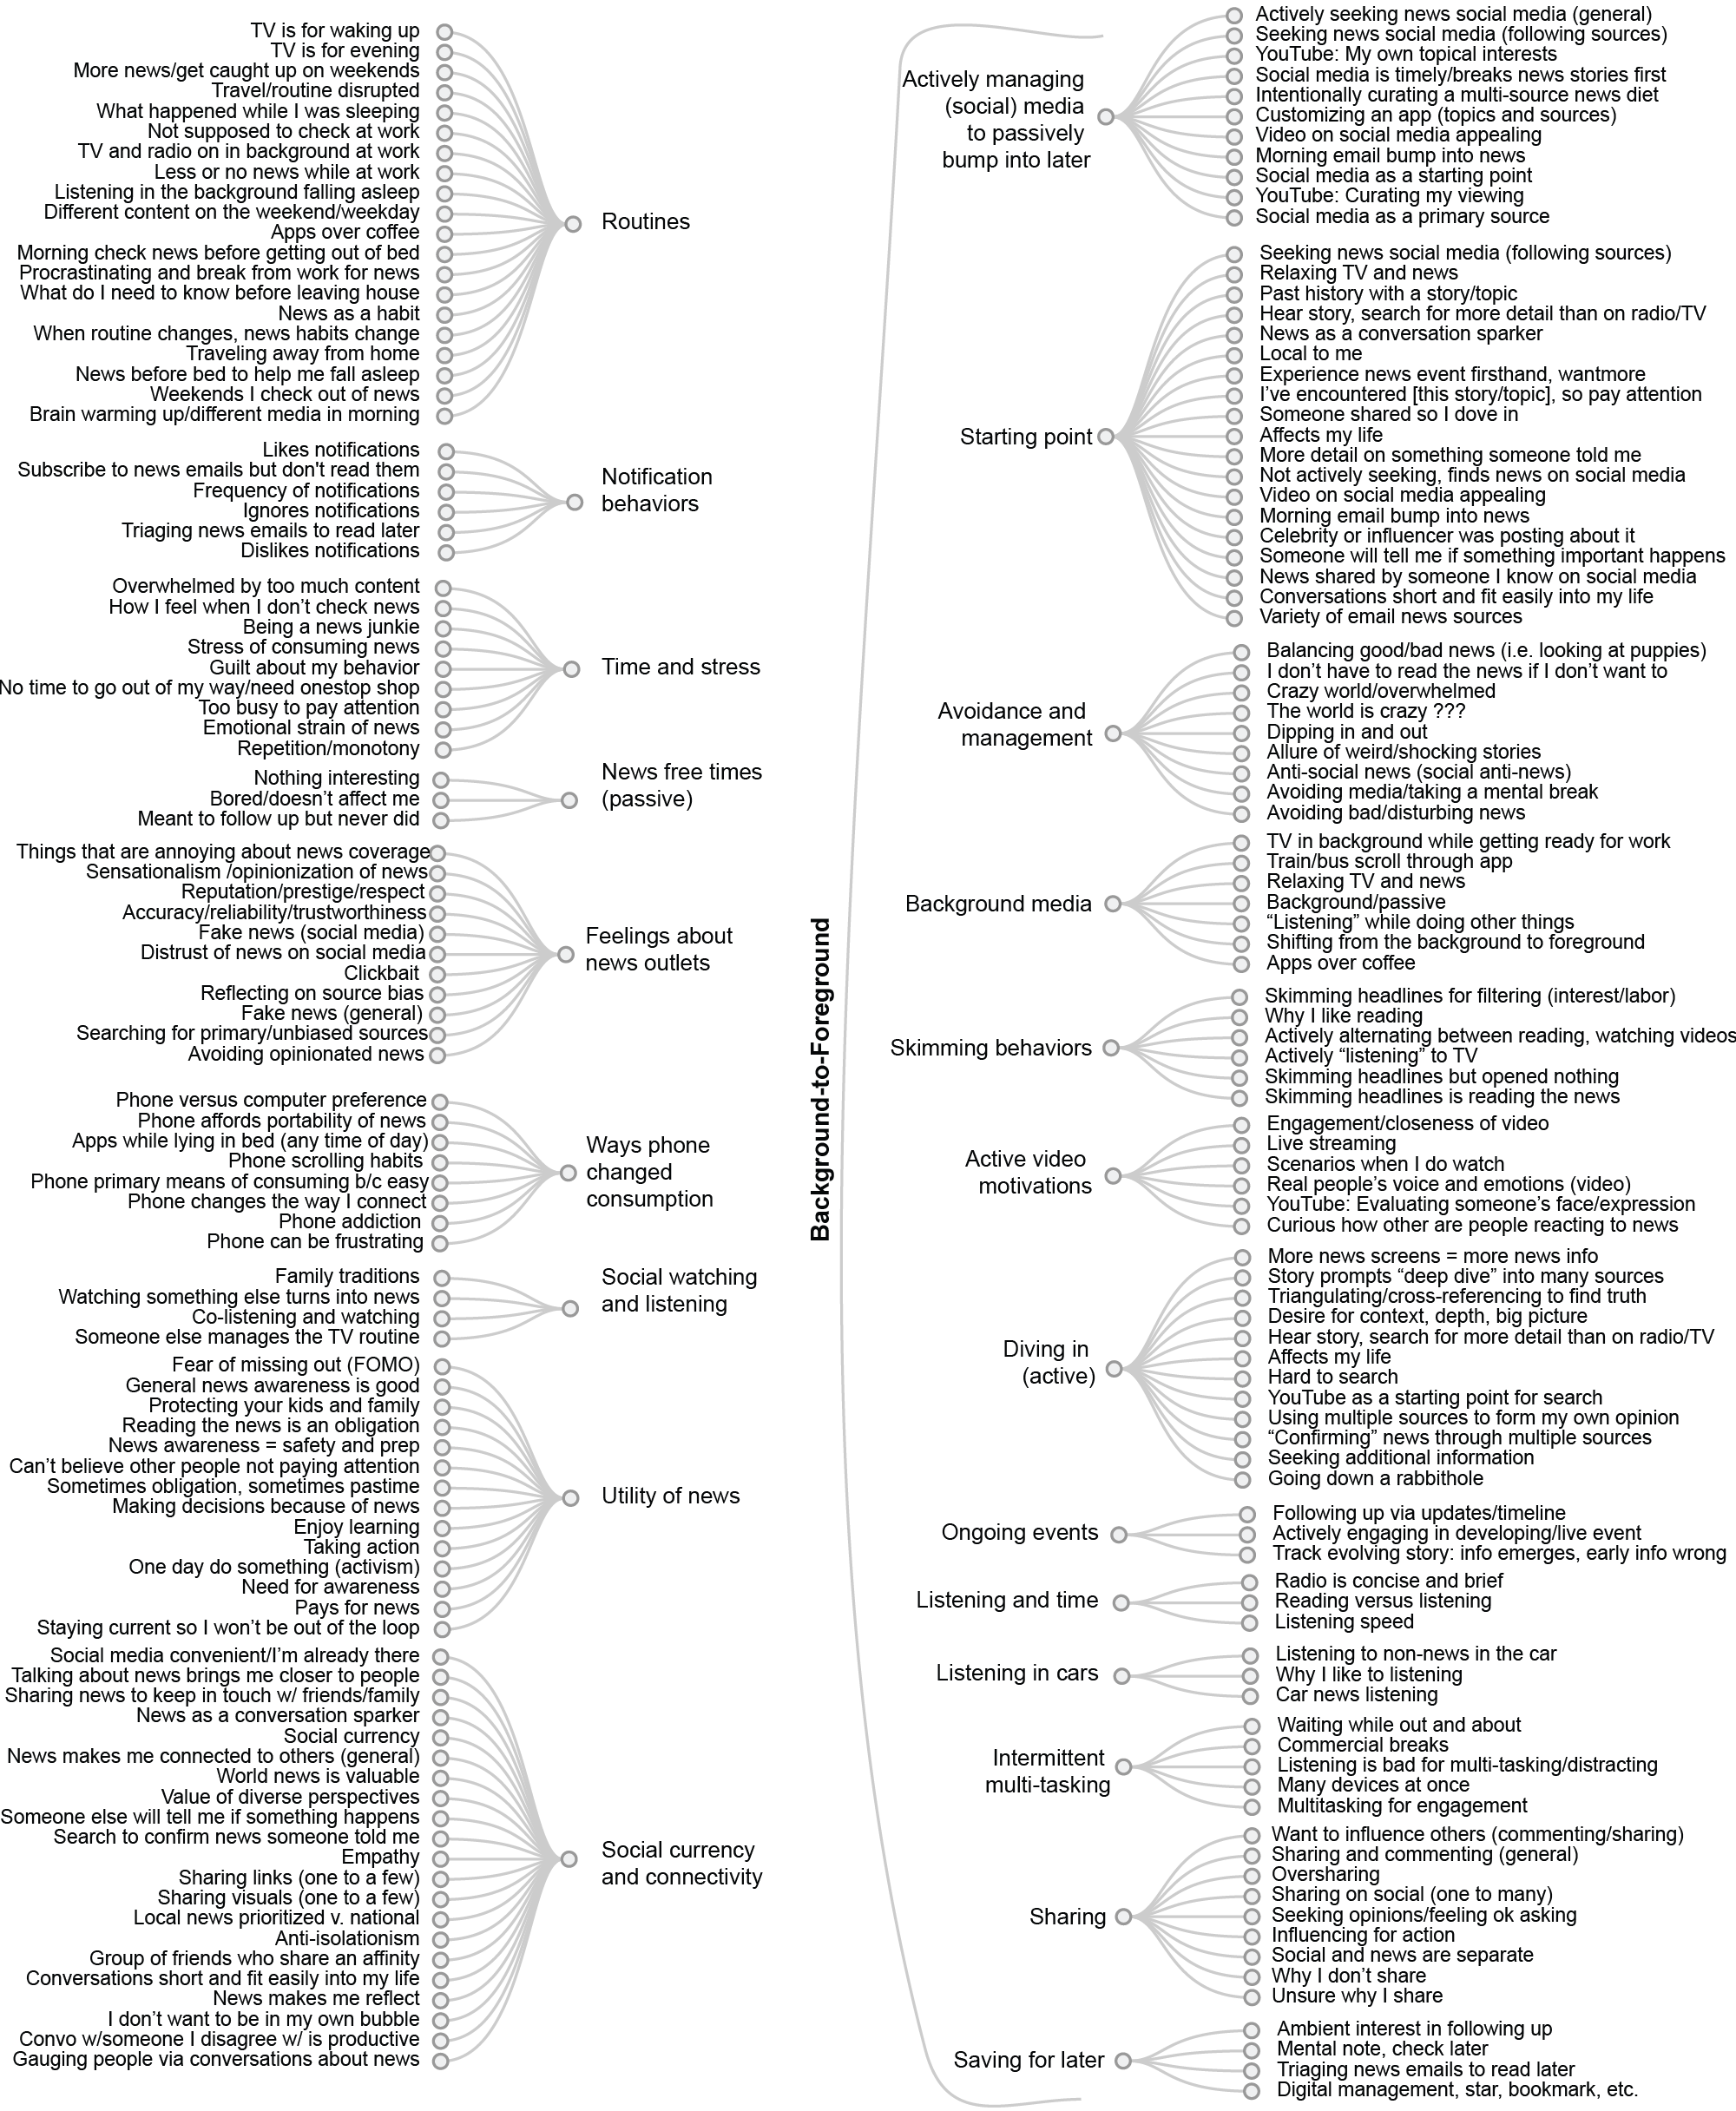 TV is for waking up
TV is for evening
More news/get caught up on weekends
Travel/routine disrupted
What happened while I was sleeping
Not supposed to check at work
TV and radio on in background at work
Less or no news while at work
Listening in the background falling asleep
Different content on the weekend/weekday
Apps over coffee
Morning check news before getting out of bed
Procrastinating and break from work for news
What do I need to know before leaving house
News as a habit
When routine changes, news habits change
Traveling away from home
News before bed to help me fall asleep
Weekends I check out of news
Brain warming up/different media in morning
Routines
Likes notifications
Subscribe to news emails but don't read them
Frequency of notifications
Ignores notifications
Triaging news emails to read later
Dislikes notifications
Notification
behaviors
Overwhelmed by too much content
How I feel when I don’t check news
Being a news junkie
Stress of consuming news
Guilt about my behavior
No time to go out of my way/need onestop shop
Too busy to pay attention
Emotional strain of news
Repetition/monotony
Time and stress
Nothing interesting
Bored/doesn’t affect me
Meant to follow up but never did
News free times
(passive)
Things that are annoying about news coverage
Sensationalism /opinionization of news
Reputation/prestige/respect
Accuracy/reliability/trustworthiness
Fake news (social media)
Distrust of news on social media
Clickbait
Reflecting on source bias
Fake news (general)
Searching for primary/unbiased sources
Avoiding opinionated news
Feelings about
news outlets
Phone versus computer preference
Phone affords portability of news
Apps while lying in bed (any time of day)
Phone scrolling habits
Phone primary means of consuming b/c easy
Phone changes the way I connect
Phone addiction
Phone can be frustrating
Ways phone
changed
consumption
Family traditions
Watching something else turns into news
Co-listening and watching
Someone else manages the TV routine
Social watching
and listening
Fear of missing out (FOMO)
General news awareness is good
Protecting your kids and family
Reading the news is an obligation
News awareness = safety and prep
Can’t believe other people not paying attention
Sometimes obligation, sometimes pastime
Making decisions because of news
Enjoy learning
Taking action
One day do something (activism)
Need for awareness
Pays for news
Staying current so I won’t be out of the loop
Utility of news
Social media convenient/I’m already there
Talking about news brings me closer to people
Sharing news to keep in touch w/ friends/family
News as a conversation sparker
Social currency
News makes me connected to others (general)
World news is valuable
Value of diverse perspectives
Someone else will tell me if something happens
Search to confirm news someone told me
Empathy
Sharing links (one to a few)
Sharing visuals (one to a few)
Local news prioritized v. national
Anti-isolationism
Group of friends who share an affinity
Conversations short and fit easily into my life
News makes me reflect
I don’t want to be in my own bubble
Convo w/someone I disagree w/ is productive
Gauging people via conversations about news
Social currency
and connectivity
Background-to-Foreground
Actively managing
(social) media
to passively
bump into later
Actively seeking news social media (general)
Seeking news social media (following sources)
YouTube: My own topical interests
Social media is timely/breaks news stories first
Intentionally curating a multi-source news diet
Customizing an app (topics and sources)
Video on social media appealing
Morning email bump into news
Social media as a starting point
YouTube: Curating my viewing
Social media as a primary source
Starting point
Seeking news social media (following sources)
Relaxing TV and news
Past history with a story/topic
Hear story, search for more detail than on radio/TV
News as a conversation sparker
Local to me
Experience news event firsthand, wantmore
I’ve encountered [this story/topic], so pay attention
Someone shared so I dove in
Affects my life
More detail on something someone told me
Not actively seeking, finds news on social media
Video on social media appealing
Morning email bump into news
Celebrity or influencer was posting about it
Someone will tell me if something important happens
News shared by someone I know on social media
Conversations short and fit easily into my life
Variety of email news sources
Avoidance and
management
Balancing good/bad news (i.e. looking at puppies)
I don’t have to read the news if I don’t want to
Crazy world/overwhelmed
The world is crazy ???
Dipping in and out
Allure of weird/shocking stories
Anti-social news (social anti-news)
Avoiding media/taking a mental break
Avoiding bad/disturbing news
Background media
TV in background while getting ready for work
Train/bus scroll through app
Relaxing TV and news
Background/passive
“Listening” while doing other things
Shifting from the background to foreground
Apps over coffee
Skimming behaviors
Skimming headlines for filtering (interest/labor)
Why I like reading
Actively alternating between reading, watching videos
Actively “listening” to TV
Skimming headlines but opened nothing
Skimming headlines is reading the news
Active video
motivations
Engagement/closeness of video
Live streaming
Scenarios when I do watch
Real people’s voice and emotions (video)
YouTube: Evaluating someone’s face/expression
Curious how other are people reacting to news
Diving in
(active)
More news screens = more news info
Story prompts “deep dive” into many sources
Triangulating/cross-referencing to find truth
Desire for context, depth, big picture
Hear story, search for more detail than on radio/TV
Affects my life
Hard to search
YouTube as a starting point for search
Using multiple sources to form my own opinion
“Confirming” news through multiple sources
Seeking additional information
Going down a rabbithole
Ongoing events
Following up via updates/timeline
Actively engaging in developing/live event
Track evolving story: info emerges, early info wrong
Listening and time
Radio is concise and brief
Reading versus listening
Listening speed
Listening in cars
Listening to non-news in the car
Why I like to listening
Car news listening
Intermittent
multi-tasking
Waiting while out and about
Commercial breaks
Listening is bad for multi-tasking/distracting
Many devices at once
Multitasking for engagement
Sharing
Want to influence others (commenting/sharing)
Sharing and commenting (general)
Oversharing
Sharing on social (one to many)
Seeking opinions/feeling ok asking
Influencing for action
Social and news are separate
Why I don’t share
Unsure why I share
Saving for later
Ambient interest in following up
Mental note, check later
Triaging news emails to read later
Digital management, star, bookmark, etc.